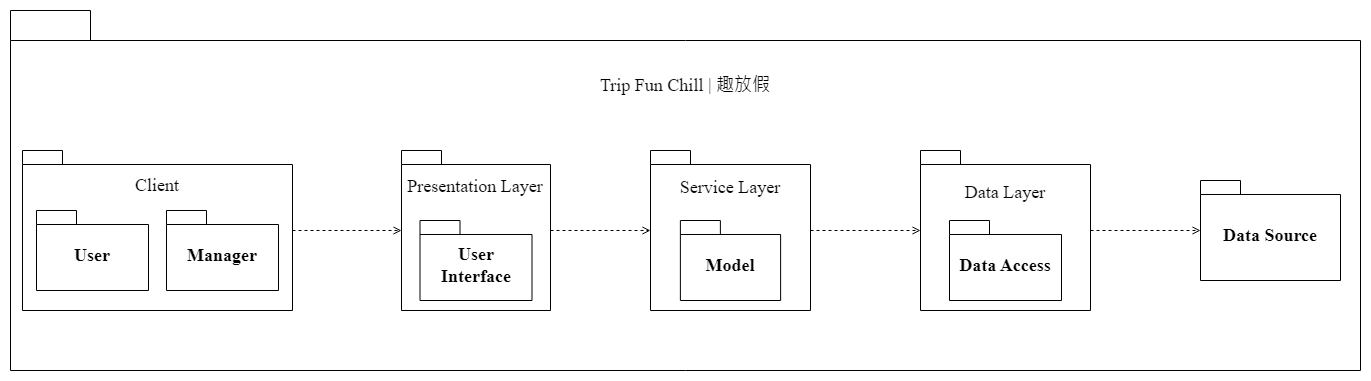 Trip Fun Chill | 趣放假
Client
User
Manager
Presentation Layer
User
Interface
Service Layer
Model
Data Layer
Data Access
Data Source